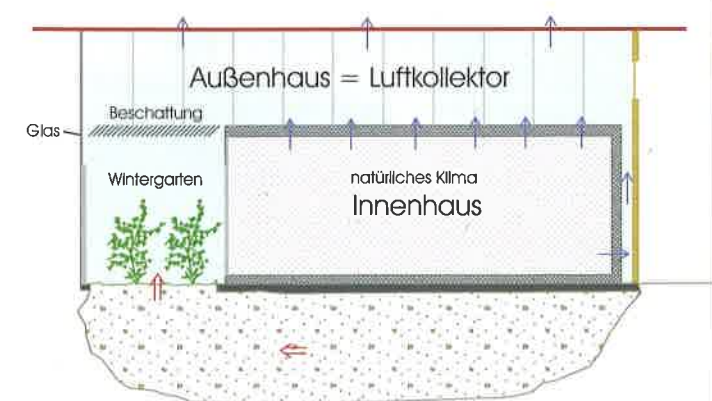 Außenhaus = Luftkollektor
Beschattung
Glas
Wintergarten
natürliches Klima
Innenhaus